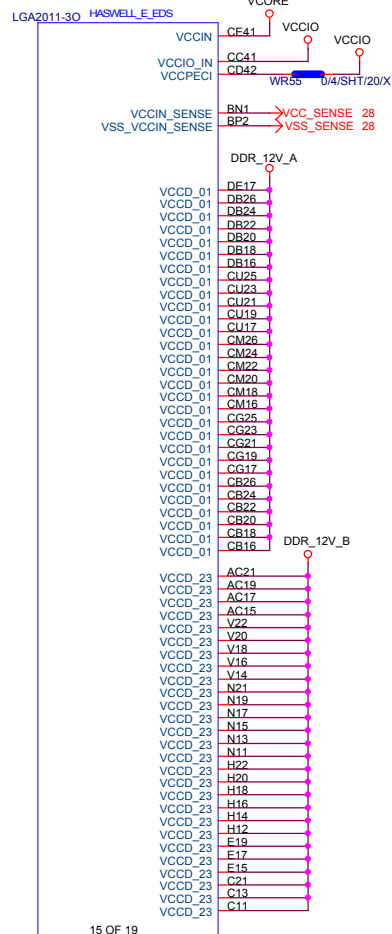 VCORE
LGA2011-3O HASWELL_E_EDS
VCCIN CE41
VCCIO
VCCIO_IN CC41
VCCIO
VCCPECI CD42
WR55 0/4/SHT/20/X
VCCIN_SENSE BN1 VCC_SENSE 28
VSS_VCCIN_SENSE BP2 VSS_SENSE 28
DDR_12V_A
VCCD_01 DE17
VCCD_01 DB26
VCCD_01 DB24
VCCD_01 DB22
VCCD_01 DB20
VCCD_01 DB18
VCCD_01 DB16
VCCD_01 CU25
VCCD_01 CU23
VCCD_01 CU21
VCCD_01 CU19
VCCD_01 CU17
VCCD_01 CM26
VCCD_01 CM24
VCCD_01 CM22
VCCD_01 CM20
VCCD_01 CM18
VCCD_01 CM16
VCCD_01 CG25
VCCD_01 CG23
VCCD_01 CG21
VCCD_01 CG19
VCCD_01 CG17
VCCD_01 CB26
VCCD_01 CB24
VCCD_01 CB22
VCCD_01 CB20
VCCD_01 CB18
VCCD_01 CB16
DDR_12V_B
VCCD_23 AC21
VCCD_23 AC19
VCCD_23 AC17
VCCD_23 AC15
VCCD_23 V22
VCCD_23 V20
VCCD_23 V18
VCCD_23 V16
VCCD_23 V14
VCCD_23 N21
VCCD_23 N19
VCCD_23 N17
VCCD_23 N15
VCCD_23 N13
VCCD_23 N11
VCCD_23 H22
VCCD_23 H20
VCCD_23 H18
VCCD_23 H16
VCCD_23 H14
VCCD_23 H12
VCCD_23 E19
VCCD_23 E17
VCCD_23 E15
VCCD_23 C21
VCCD_23 C13
VCCD_23 C11
15 OF 19